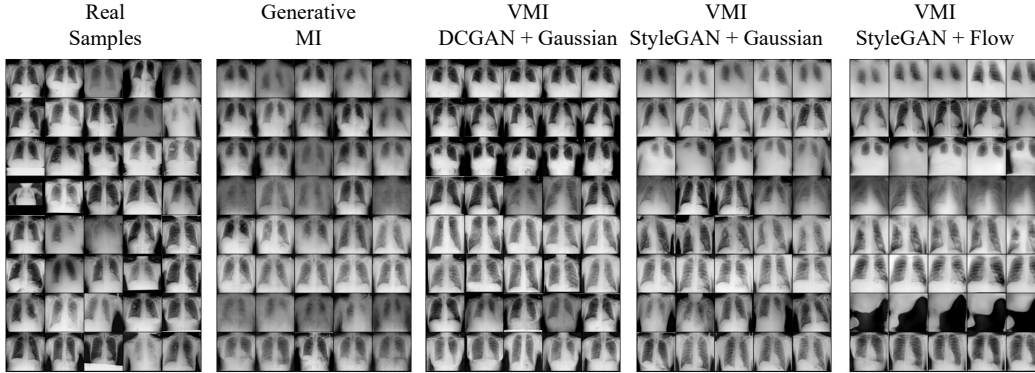 Real
Samples
Generative
MI
VMI
DCGAN + Gaussian
VMI
StyleGAN + Gaussian
VMI
StyleGAN + Flow